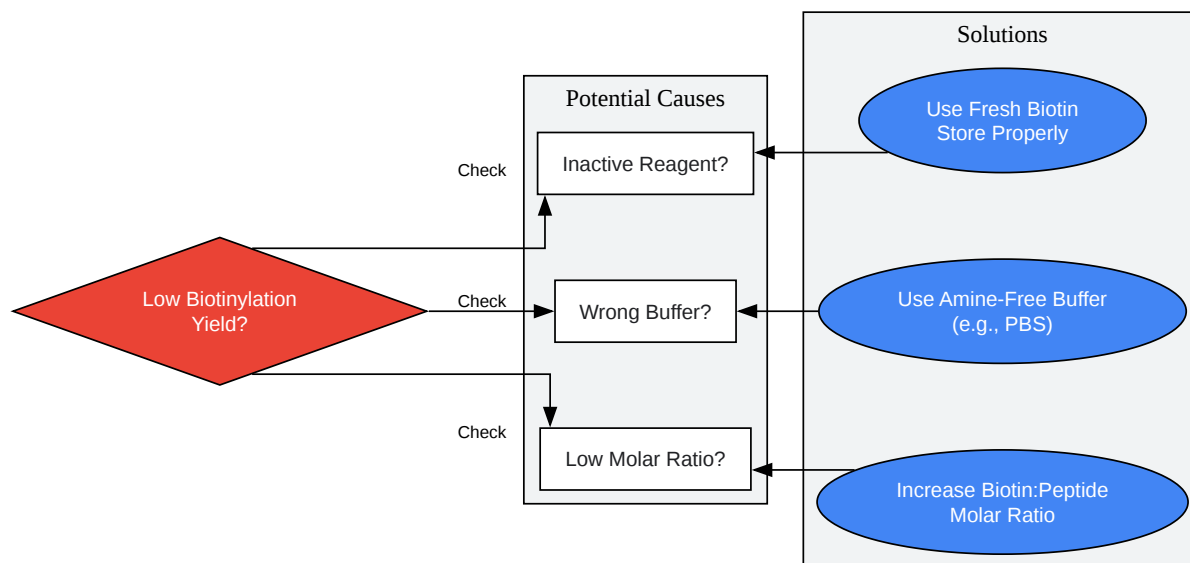 Solutions
Potential Causes
Use Fresh Biotin
Store Properly
Check
Inactive Reagent?
Low Biotinylation
Yield?
Check
Wrong Buffer?
Use Amine-Free Buffer
(e.g., PBS)
Check
Low Molar Ratio?
Increase Biotin:Peptide
Molar Ratio